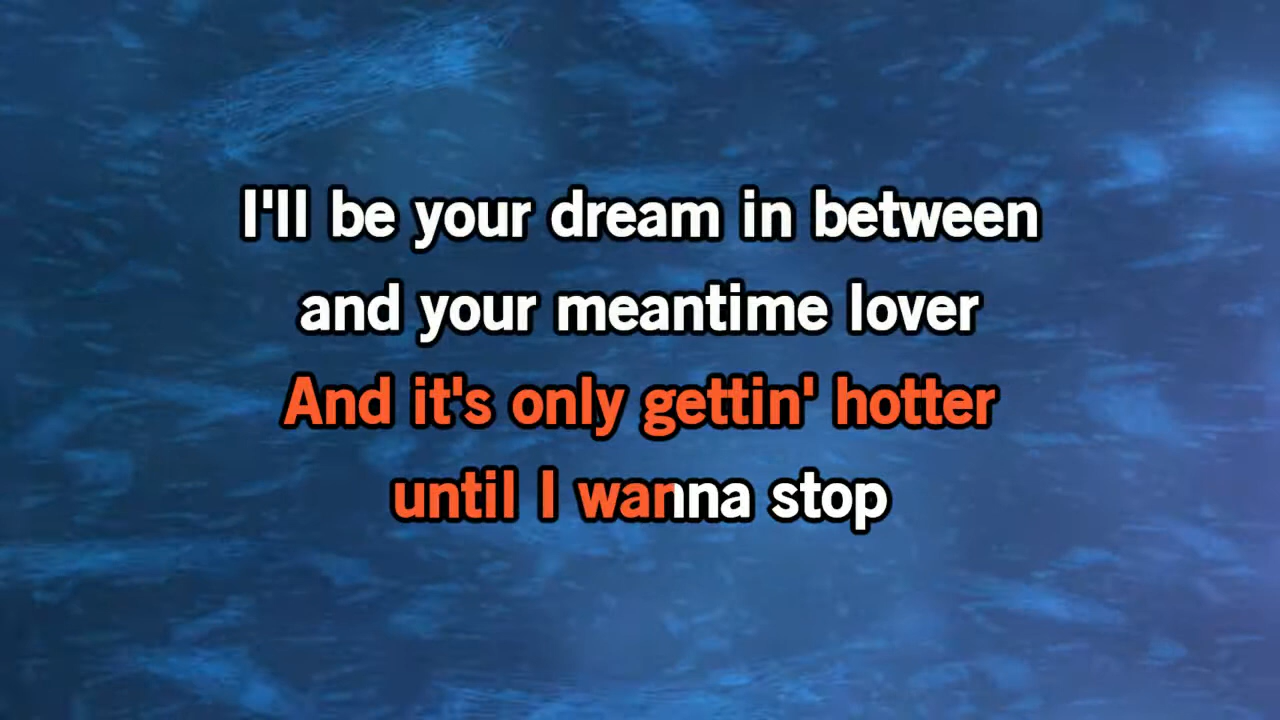 I'll be your dream in between
and your meantime lover
And it's only gettin' hotter
until I wanna stop